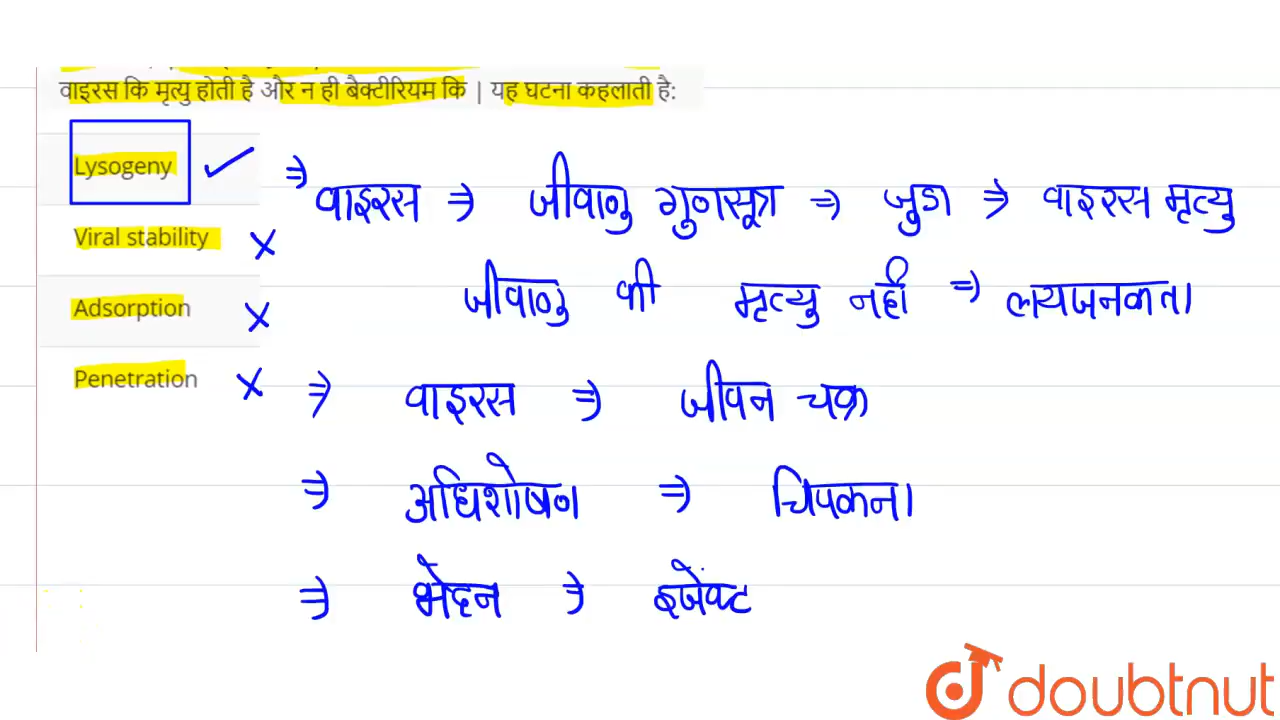 वाइरस कि मृत्यु होती है और न ही बैक्टीरियम कि | यह घटना कहलाती है:
Lysogeny
⇒ वाइरस ⇒ जीवाणु गुणसूत्र ⇒ जुडा ⇒ वाइरस मृत्यु
Viral stability ×
जीवाणु की मृत्यु नहीं ⇒ लयजनकता
Adsorption ×
Penetration ×
⇒ वाइरस ⇒ जीवन चक्र
⇒ अधिशोषण ⇒ चिपकना
⇒ भेदन ⇒ इंजेक्ट
doubtnut